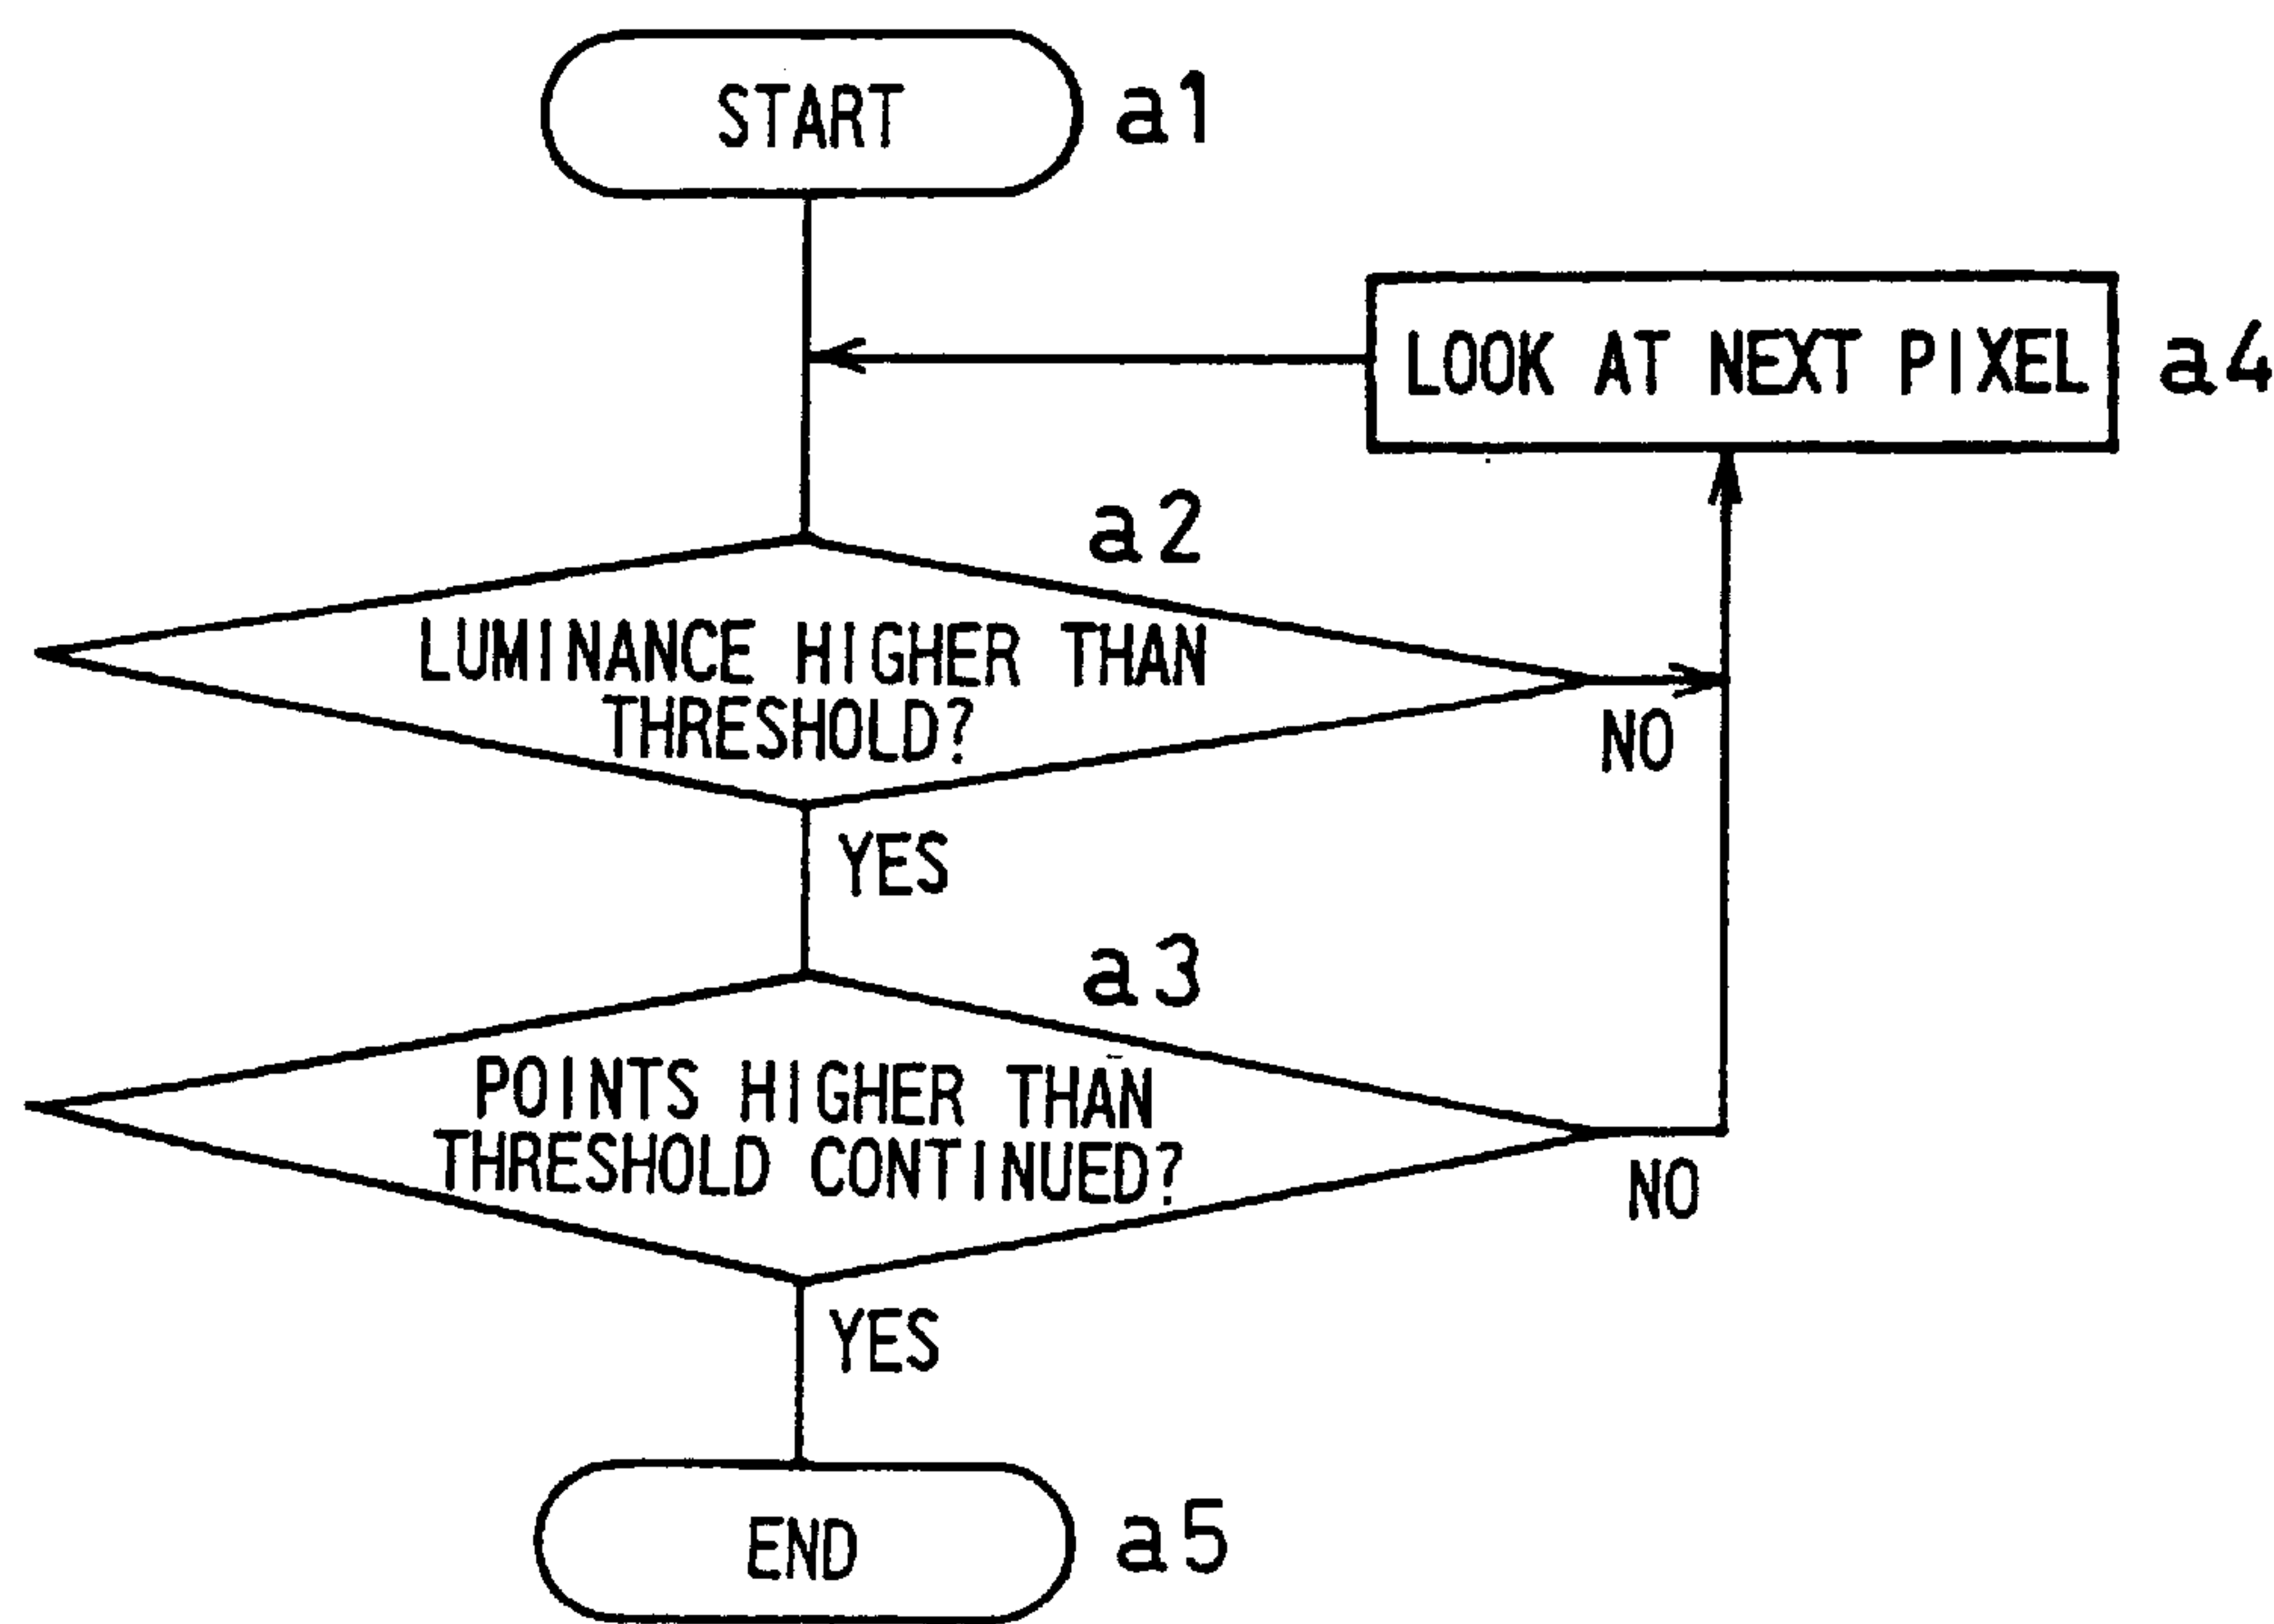 START
a1
LOOK AT NEXT PIXEL
a4
a2
LUMINANCE HIGHER THAN
THRESHOLD?
NO
YES
a3
POINTS HIGHER THAN
THRESHOLD CONTINUED?
NO
YES
END
a5